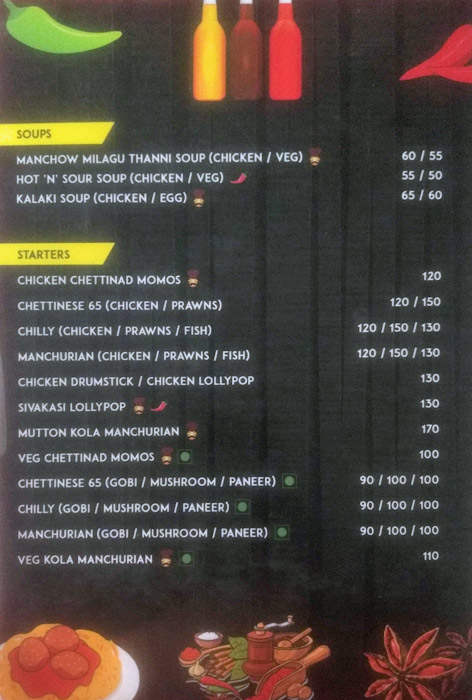 SOUPS
MANCHOW MILAGU THANNI SOUP (CHICKEN / VEG) 60 / 55
HOT 'N' SOUR SOUP (CHICKEN / VEG) 55 / 50
KALAKI SOUP (CHICKEN / EGG) 65 / 60
STARTERS
CHICKEN CHETTINAD MOMOS 120
CHETTINESE 65 (CHICKEN / PRAWNS) 120 / 150
CHILLY (CHICKEN / PRAWNS / FISH) 120 / 150 / 130
MANCHURIAN (CHICKEN / PRAWNS / FISH) 120 / 150 / 130
CHICKEN DRUMSTICK / CHICKEN LOLLYPOP 130
SIVAKASI LOLLYPOP 130
MUTTON KOLA MANCHURIAN 170
VEG CHETTINAD MOMOS 100
CHETTINESE 65 (GOBI / MUSHROOM / PANEER) 90 / 100 / 100
CHILLY (GOBI / MUSHROOM / PANEER) 90 / 100 / 100
MANCHURIAN (GOBI / MUSHROOM / PANEER) 90 / 100 / 100
VEG KOLA MANCHURIAN 110